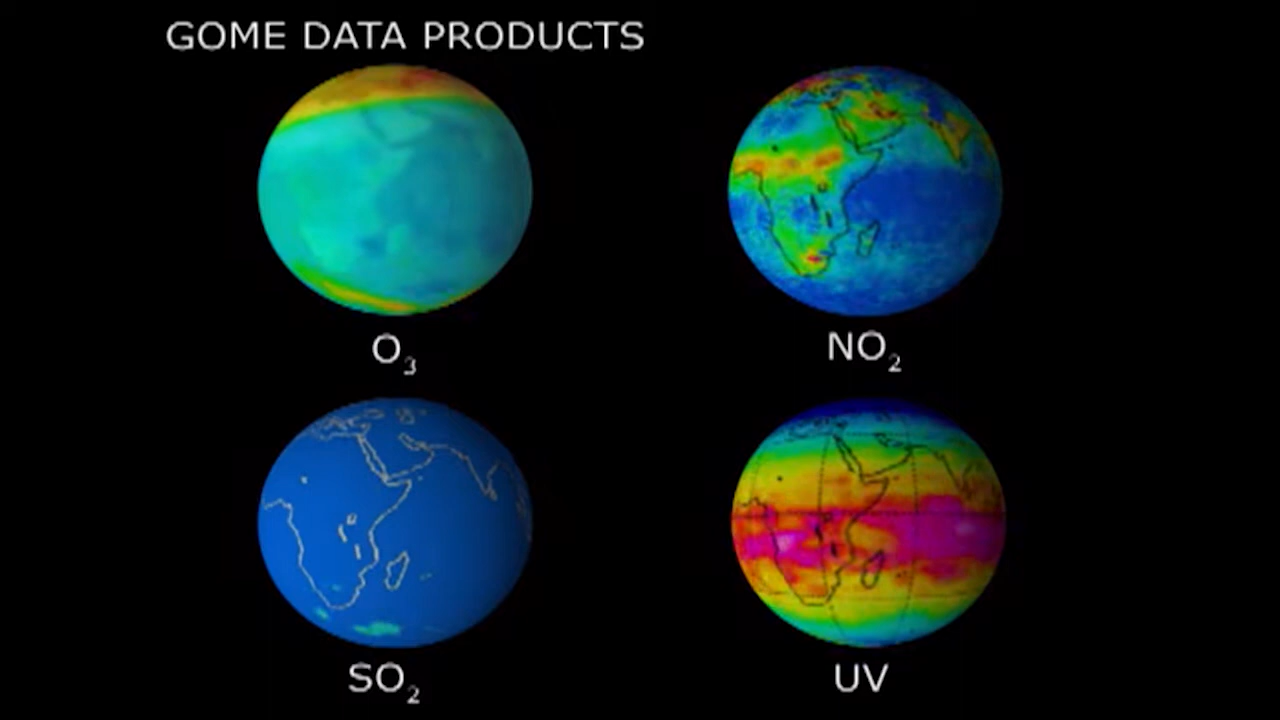 GOME DATA PRODUCTS
O₃
NO₂
SO₂
UV